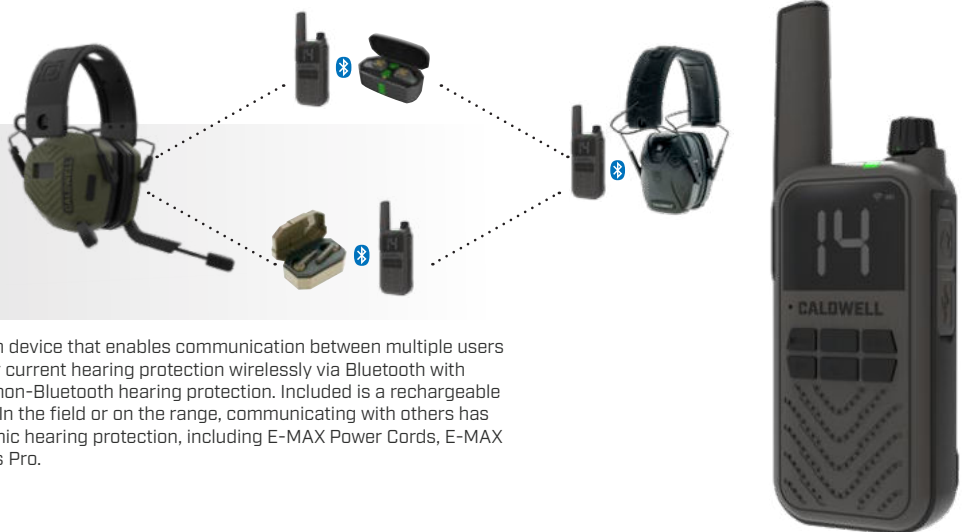 CALDWELL
14
CALDWELL
n device that enables communication between multiple users
current hearing protection wirelessly via Bluetooth with
non-Bluetooth hearing protection. Included is a rechargeable
In the field or on the range, communicating with others has
nic hearing protection, including E-MAX Power Cords, E-MAX
s Pro.